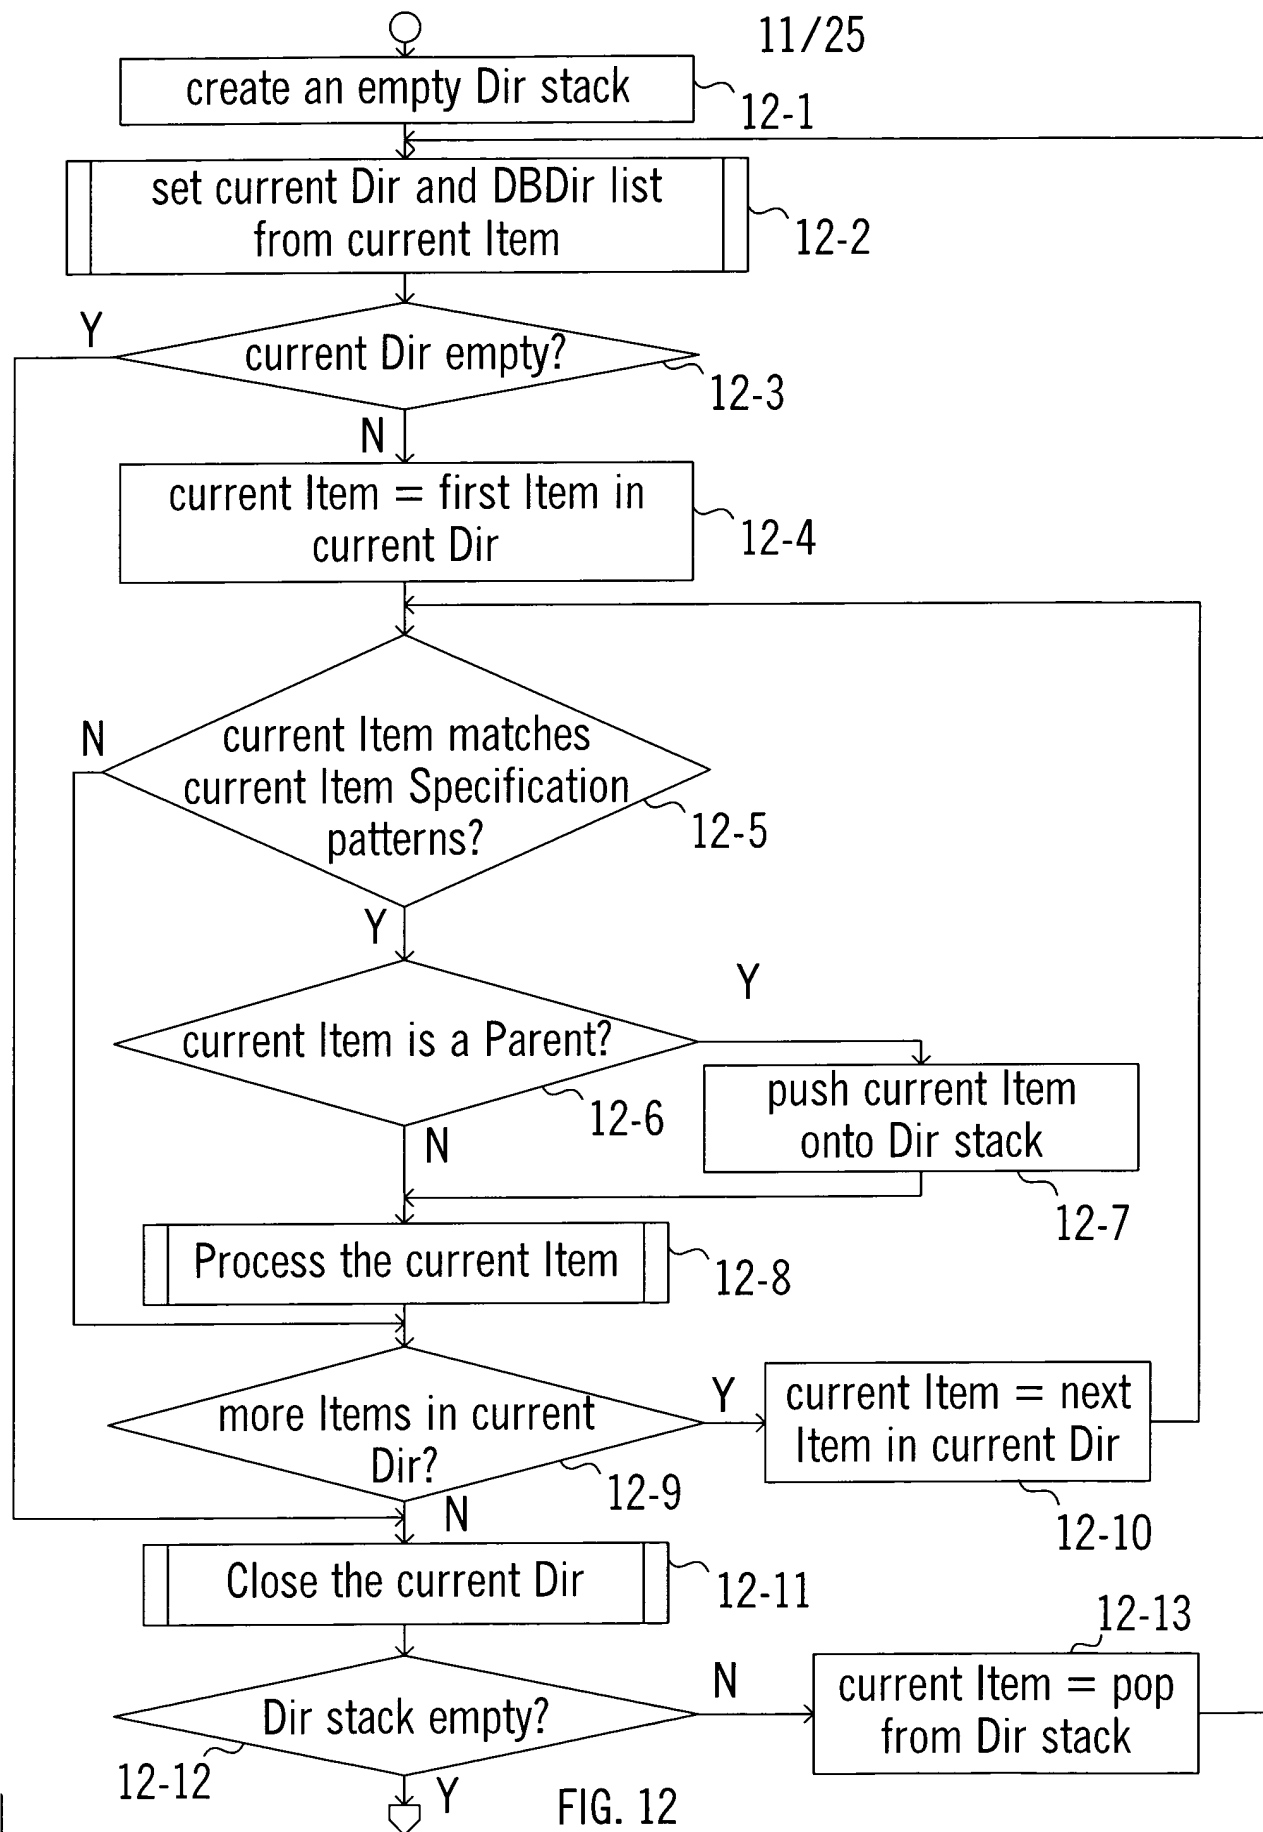 11/25
create an empty Dir stack
12-1
set current Dir and DBDir list
from current Item
12-2
Y
current Dir empty?
12-3
N
current Item = first Item in
current Dir
12-4
N
current Item matches
current Item Specification
patterns?
12-5
Y
Y
current Item is a Parent?
12-6
push current Item
onto Dir stack
12-7
N
Process the current Item
12-8
more Items in current
Dir?
12-9
Y
current Item = next
Item in current Dir
12-10
N
Close the current Dir
12-11
12-13
Dir stack empty?
N
current Item = pop
from Dir stack
12-12
Y
FIG. 12